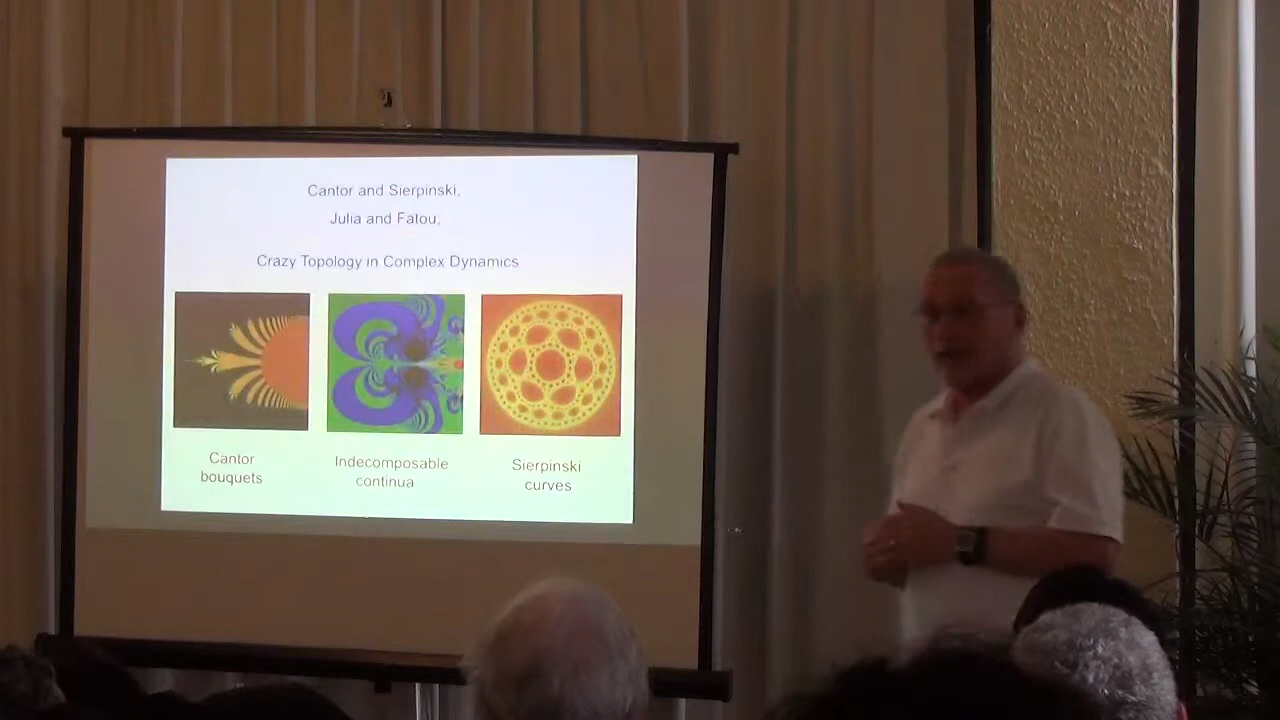 Cantor and Sierpinski,
Julia and Fatou,
Crazy Topology in Complex Dynamics
Cantor
bouquets
Indecomposable
continua
Sierpinski
curves